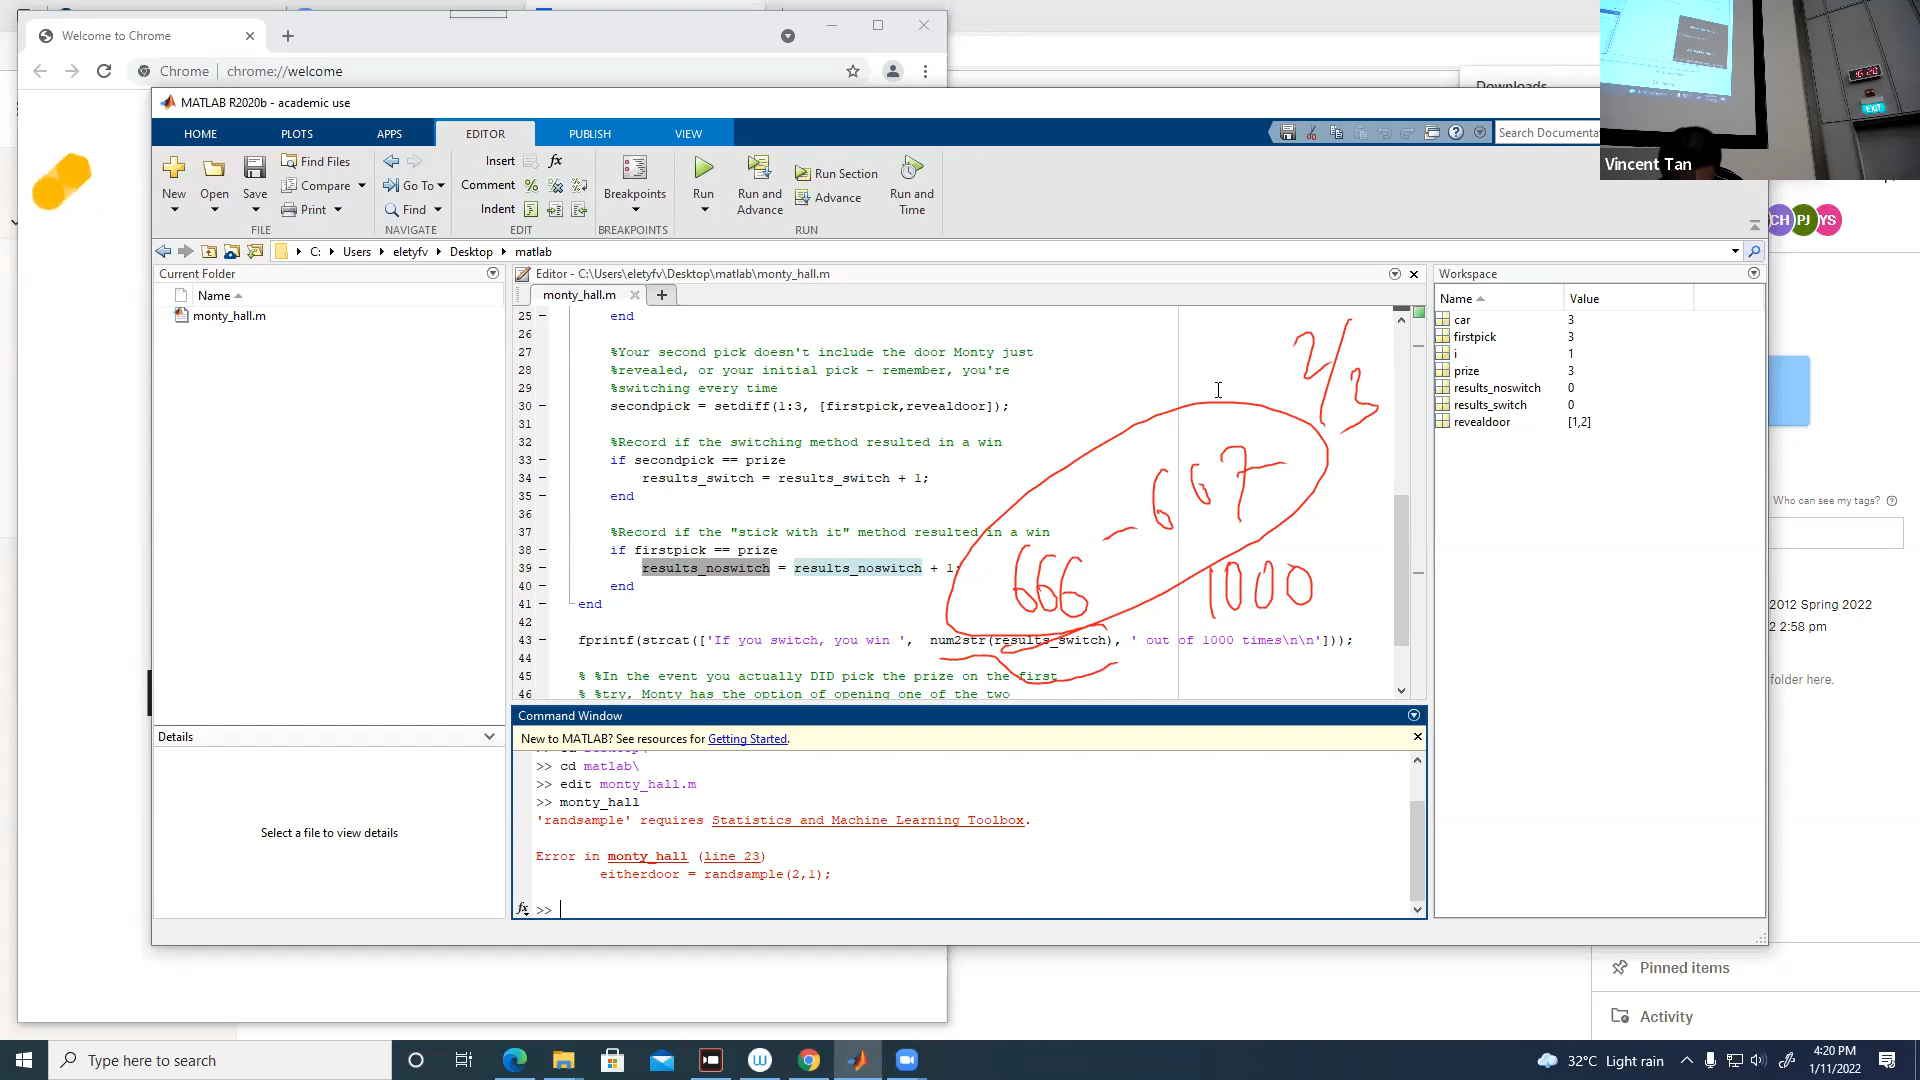 Welcome to Chrome
Chrome chrome://welcome
Downloads
MATLAB R2020b - academic use
HOME PLOTS APPS EDITOR PUBLISH VIEW
Search Documenta
Vincent Tan
EXIT
New Open Save
Find Files
Compare
Print
Go To
Find
Insert
Comment
Indent
Breakpoints
Run
Run and Advance
Run Section
Advance
Run and Time
FILE NAVIGATE EDIT BREAKPOINTS RUN
CH PJ YS
C: Users eletyfv Desktop matlab
Current Folder
Name
monty_hall.m
Editor - C:\Users\eletyfv\Desktop\matlab\monty_hall.m
monty_hall.m
25 end
26
27 %Your second pick doesn't include the door Monty just
28 %revealed, or your initial pick - remember, you're
29 %switching every time
30 secondpick = setdiff(1:3, [firstpick,revealdoor]);
31
32 %Record if the switching method resulted in a win
33 if secondpick == prize
34 results_switch = results_switch + 1;
35 end
36
37 %Record if the "stick with it" method resulted in a win
38 if firstpick == prize
39 results_noswitch = results_noswitch + 1;
40 end
41 end
42
43 fprintf(strcat(['If you switch, you win ', num2str(results_switch), ' out of 1000 times\n\n']));
44
45 % %In the event you actually DID pick the prize on the first
46 % %try, Monty has the option of opening one of the two
2/3
666 - 667
1000
Workspace
Name Value
car 3
firstpick 3
i 1
prize 3
results_noswitch 0
results_switch 0
revealdoor [1,2]
Details
Select a file to view details
Command Window
New to MATLAB? See resources for Getting Started.
>> cd matlab\
>> edit monty_hall.m
>> monty_hall
'randsample' requires Statistics and Machine Learning Toolbox.
Error in monty_hall (line 23)
eitherdoor = randsample(2,1);
fx >>
Who can see my tags?
2012 Spring 2022
2 2:58 pm
folder here.
Pinned items
Activity
Type here to search
32°C Light rain
4:20 PM
1/11/2022